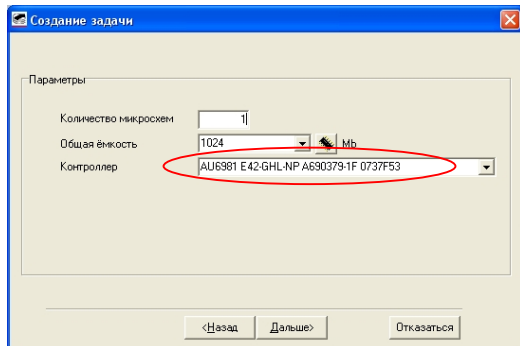 Создание задачи
Параметры
Количество микросхем 1
Общая ёмкость 1024 Mb
Контроллер AU6981 E42-GHL-NP A690379-1F 0737F53
<Назад Дальше> Отказаться